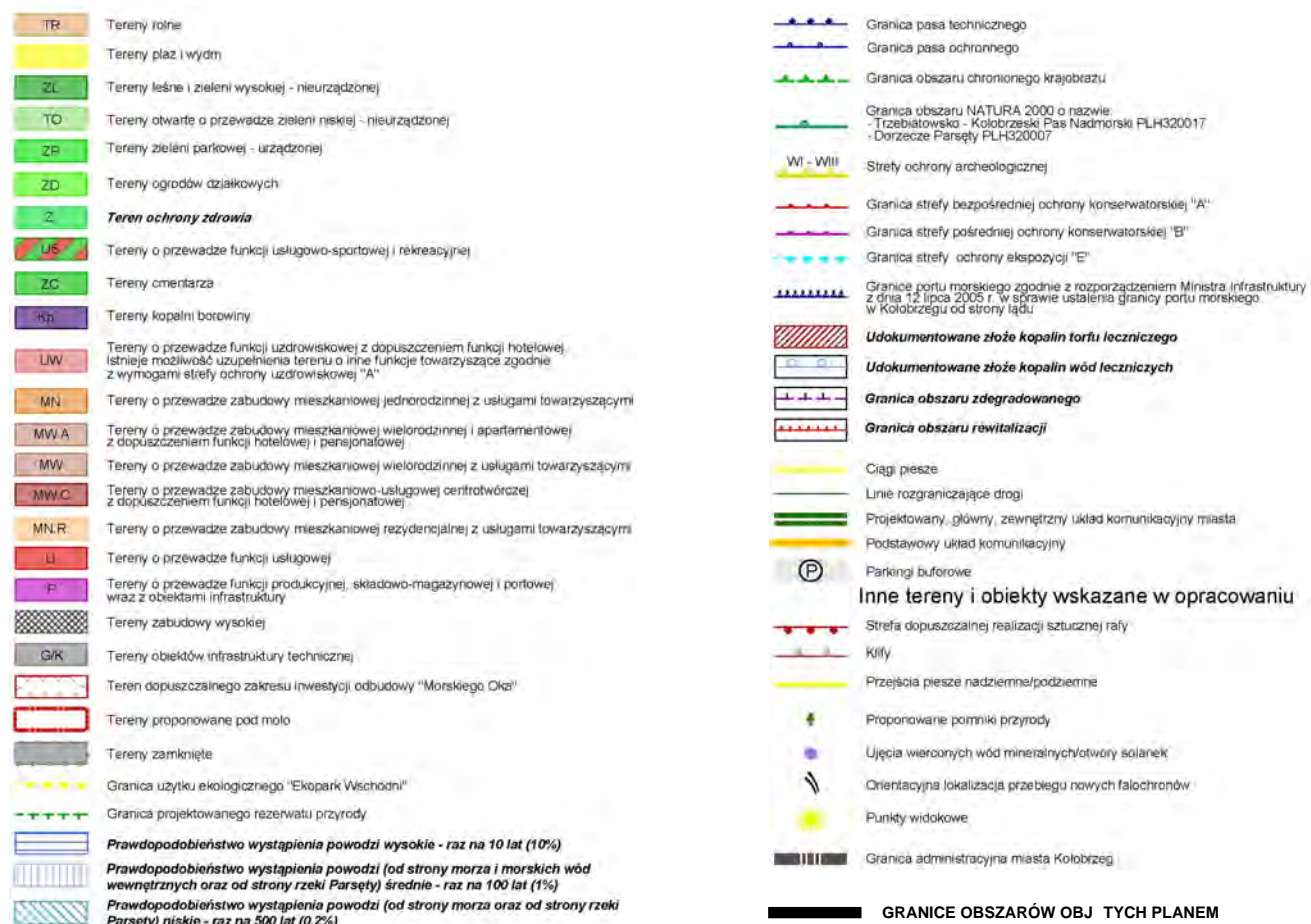 TR Tereny rolne
Tereny plaż i wydm
ZL Tereny leśne i zieleni wysokiej - nieurządzonej
TO Tereny otwarte o przewadze zieleni niskiej - nieurządzonej
ZP Tereny zieleni parkowej - urządzonej
ZD Tereny ogrodów działkowych
Z Teren ochrony zdrowia
US Tereny o przewadze funkcji usługowo-sportowej i rekreacyjnej
ZC Tereny cmentarza
Kb Tereny kopalni borowiny
UW Tereny o przewadze funkcji uzdrowiskowej z dopuszczeniem funkcji hotelowej.
Istnieje możliwość uzupełnienia terenu o inne funkcje towarzyszące zgodnie
z wymogami strefy ochrony uzdrowiskowej "A"
MN Tereny o przewadze zabudowy mieszkaniowej jednorodzinnej z usługami towarzyszącymi
MW.A Tereny o przewadze zabudowy mieszkaniowej wielorodzinnej i apartamentowej
z dopuszczeniem funkcji hotelowej i pensjonatowej
MW Tereny o przewadze zabudowy mieszkaniowej wielorodzinnej z usługami towarzyszącymi
MW.C Tereny o przewadze zabudowy mieszkaniowo-usługowej centrotwórczej
z dopuszczeniem funkcji hotelowej i pensjonatowej
MN.R Tereny o przewadze zabudowy mieszkaniowej rezydencjalnej z usługami towarzyszącymi
U Tereny o przewadze funkcji usługowej
P Tereny o przewadze funkcji produkcyjnej, składowo-magazynowej i portowej
wraz z obiektami infrastruktury
Tereny zabudowy wysokiej
G/K Tereny obiektów infrastruktury technicznej
Teren dopuszczalnego zakresu inwestycji odbudowy "Morskiego Oka"
Tereny proponowane pod molo
Tereny zamknięte
Granica użytku ekologicznego "Ekopark Wschodni"
Granica projektowanego rezerwatu przyrody
Prawdopodobieństwo wystąpienia powodzi wysokie - raz na 10 lat (10%)
Prawdopodobieństwo wystąpienia powodzi (od strony morza i morskich wód
wewnętrznych oraz od strony rzeki Parsęty) średnie - raz na 100 lat (1%)
Prawdopodobieństwo wystąpienia powodzi (od strony morza oraz od strony rzeki
Parsęty) niskie - raz na 500 lat (0,2%)
Granica pasa technicznego
Granica pasa ochronnego
Granica obszaru chronionego krajobrazu
Granica obszaru NATURA 2000 o nazwie:
- Trzebiatowsko - Kołobrzeski Pas Nadmorski PLH320017
- Dorzecze Parsęty PLH320007
WI - WIII Strefy ochrony archeologicznej
Granica strefy bezpośredniej ochrony konserwatorskiej "A"
Granica strefy pośredniej ochrony konserwatorskiej "B"
Granica strefy ochrony ekspozycji "E"
Granice portu morskiego zgodnie z rozporządzeniem Ministra Infrastruktury
z dnia 12 lipca 2005 r. w sprawie ustalenia granicy portu morskiego
w Kołobrzegu od strony lądu
Udokumentowane złoże kopalin torfu leczniczego
Udokumentowane złoże kopalin wód leczniczych
Granica obszaru zdegradowanego
Granica obszaru rewitalizacji
Ciągi piesze
Linie rozgraniczające drogi
Projektowany, główny, zewnętrzny układ komunikacyjny miasta
Podstawowy układ komunikacyjny
P Parkingi buforowe
Inne tereny i obiekty wskazane w opracowaniu
Strefa dopuszczalnej realizacji sztucznej rafy
Klify
Przejścia piesze nadziemne/podziemne
Proponowane pomniki przyrody
Ujęcia wierconych wód mineralnych/otwory solanek
Orientacyjna lokalizacja przebiegu nowych falochronów
Punkty widokowe
Granica administracyjna miasta Kołobrzeg
GRANICE OBSZARÓW OBJ TYCH PLANEM